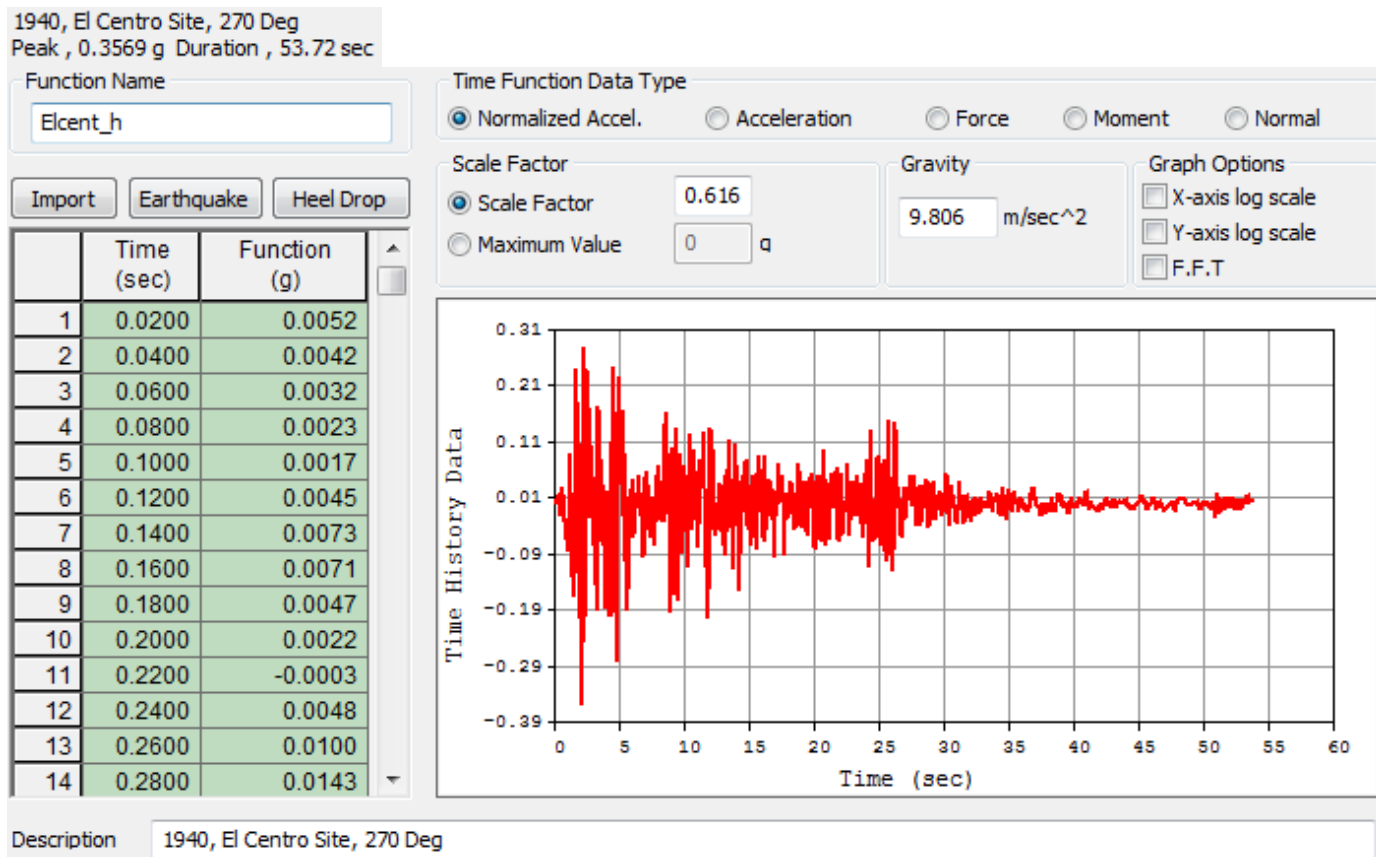 1940, El Centro Site, 270 Deg
Peak , 0.3569 g Duration , 53.72 sec
Function Name
Elcent_h
Import Earthquake Heel Drop
Time (sec) Function (g)
1 0.0200 0.0052
2 0.0400 0.0042
3 0.0600 0.0032
4 0.0800 0.0023
5 0.1000 0.0017
6 0.1200 0.0045
7 0.1400 0.0073
8 0.1600 0.0071
9 0.1800 0.0047
10 0.2000 0.0022
11 0.2200 -0.0003
12 0.2400 0.0048
13 0.2600 0.0100
14 0.2800 0.0143
Time Function Data Type
Normalized Accel. Acceleration Force Moment Normal
Scale Factor
Scale Factor 0.616
Maximum Value 0 g
Gravity
9.806 m/sec^2
Graph Options
X-axis log scale
Y-axis log scale
F.F.T
Time History Data
0.31
0.21
0.11
0.01
-0.09
-0.19
-0.29
-0.39
0 5 10 15 20 25 30 35 40 45 50 55 60
Time (sec)
Description 1940, El Centro Site, 270 Deg